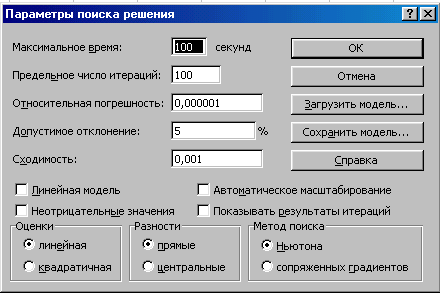 Параметры поиска решения
Максимальное время: 100 секунд OK
Предельное число итераций: 100 Отмена
Относительная погрешность: 0,000001 Загрузить модель...
Допустимое отклонение: 5 % Сохранить модель...
Сходимость: 0,001 Справка
Линейная модель Автоматическое масштабирование
Неотрицательные значения Показывать результаты итераций
Оценки Разности Метод поиска
линейная прямые Ньютона
квадратичная центральные сопряженных градиентов